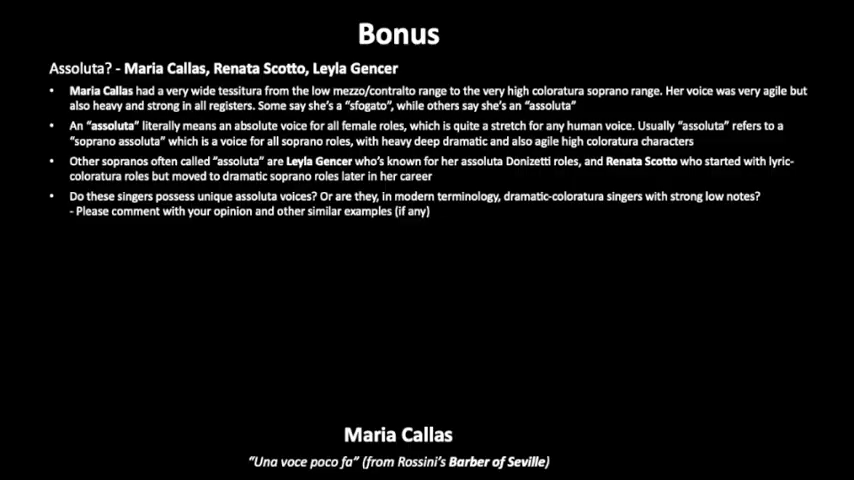 Bonus
Assoluta? - Maria Callas, Renata Scotto, Leyla Gencer
• Maria Callas had a very wide tessitura from the low mezzo/contralto range to the very high coloratura soprano range. Her voice was very agile but
also heavy and strong in all registers. Some say she's a "sfogato", while others say she's an "assoluta"
• An "assoluta" literally means an absolute voice for all female roles, which is quite a stretch for any human voice. Usually "assoluta" refers to a
"soprano assoluta" which is a voice for all soprano roles, with heavy deep dramatic and also agile high coloratura characters
• Other sopranos often called "assoluta" are Leyla Gencer who's known for her assoluta Donizetti roles, and Renata Scotto who started with lyric-
coloratura roles but moved to dramatic soprano roles later in her career
• Do these singers possess unique assoluta voices? Or are they, in modern terminology, dramatic-coloratura singers with strong low notes?
- Please comment with your opinion and other similar examples (if any)
Maria Callas
"Una voce poco fa" (from Rossini's Barber of Seville)